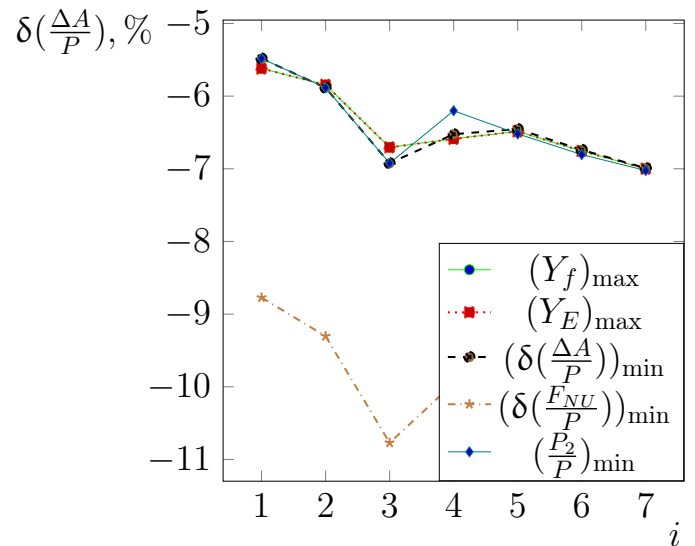 δ(ΔA/P), %
−5
−6
−7
−8
−9
−10
−11
1 2 3 4 5 6 7
i
(Y_f)_max
(Y_E)_max
(δ(ΔA/P))_min
(δ(F_NU/P))_min
(P_2/P)_min